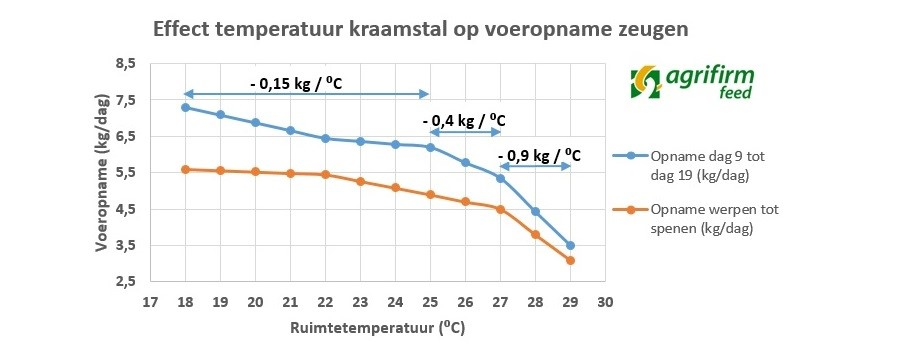 Effect temperatuur kraamstal op voeropname zeugen
8,5
7,5
6,5
5,5
4,5
3,5
2,5
Voeropname (kg/dag)
- 0,15 kg / ⁰C
- 0,4 kg / ⁰C
- 0,9 kg / ⁰C
17 18 19 20 21 22 23 24 25 26 27 28 29 30
Ruimtetemperatuur (⁰C)
agrifirm
feed
Opname dag 9 tot
dag 19 (kg/dag)
Opname werpen tot
spenen (kg/dag)